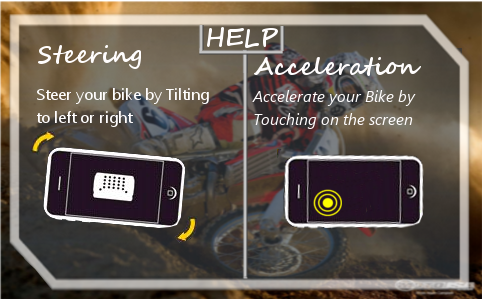 HELP
Steering
Steer your bike by Tilting
to left or right
Acceleration
Accelerate your Bike by
Touching on the screen